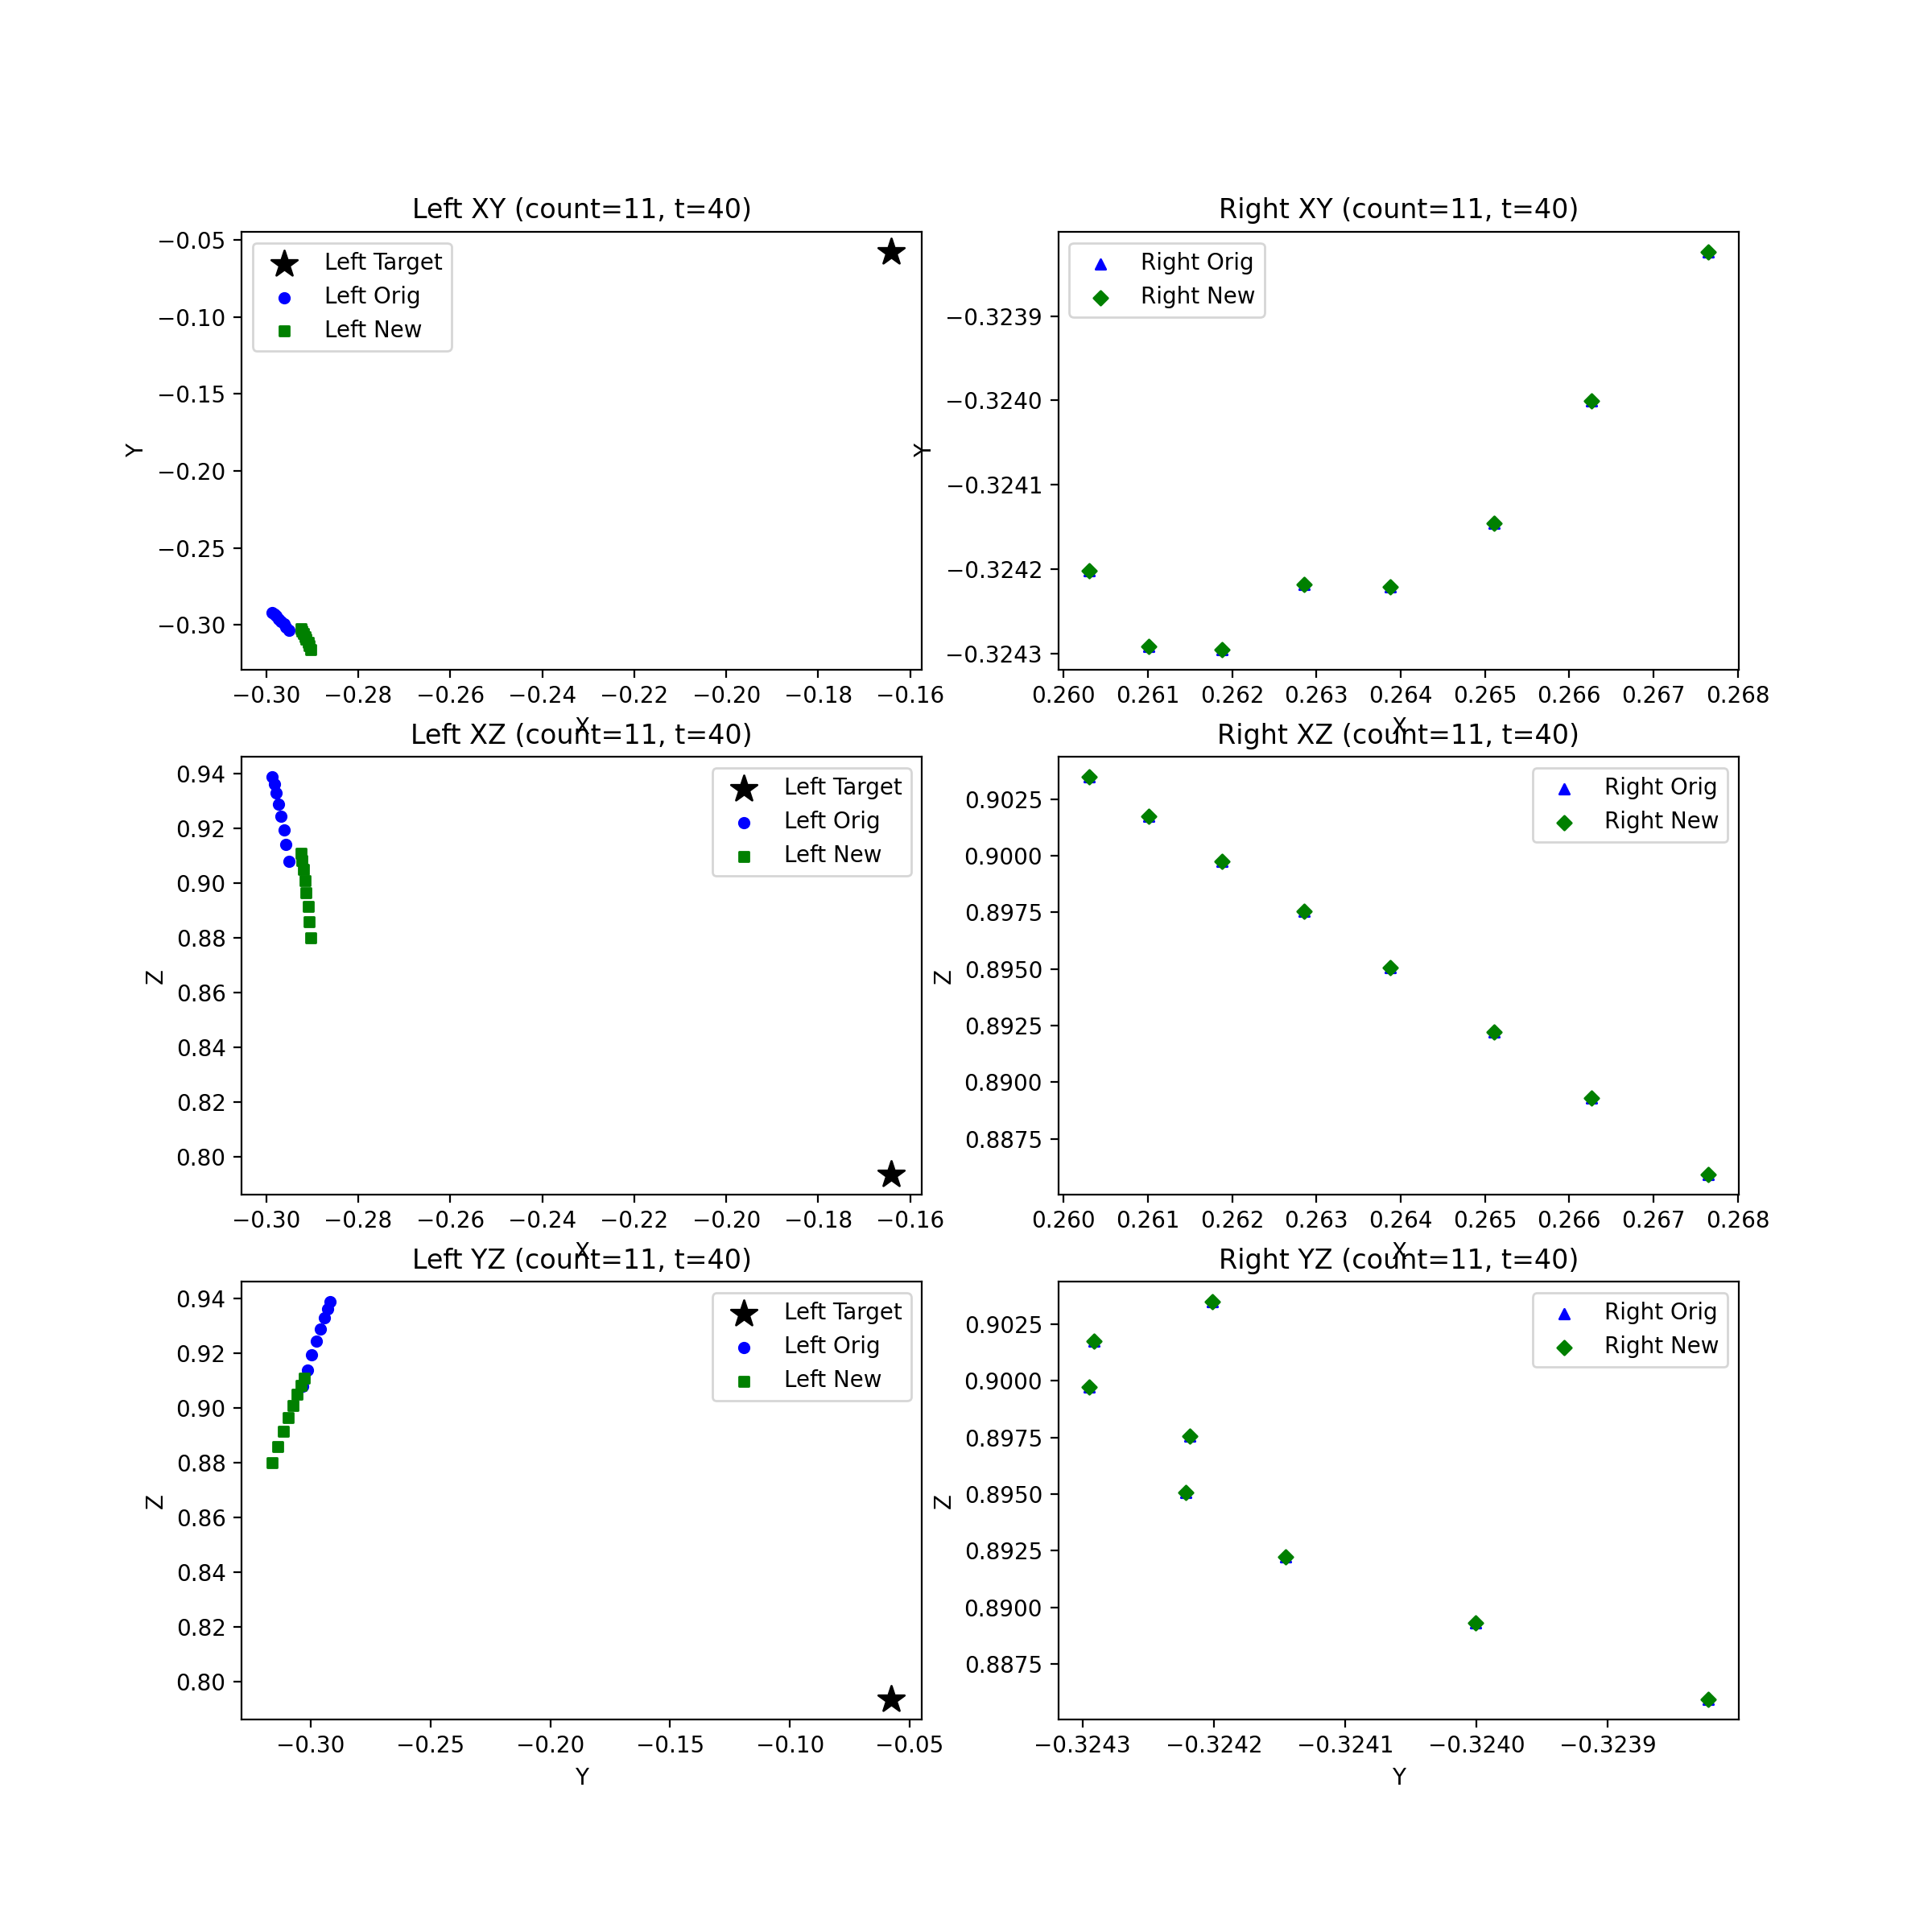 Left XY (count=11, t=40)
Left Target
Left Orig
Left New
−0.05
−0.10
−0.15
−0.20
−0.25
−0.30
Y
−0.30 −0.28 −0.26 −0.24 −0.22 −0.20 −0.18 −0.16
X
Right XY (count=11, t=40)
Right Orig
Right New
−0.3239
−0.3240
−0.3241
−0.3242
−0.3243
Y
0.260 0.261 0.262 0.263 0.264 0.265 0.266 0.267 0.268
X
Left XZ (count=11, t=40)
Left Target
Left Orig
Left New
0.94
0.92
0.90
0.88
0.86
0.84
0.82
0.80
Z
−0.30 −0.28 −0.26 −0.24 −0.22 −0.20 −0.18 −0.16
X
Right XZ (count=11, t=40)
Right Orig
Right New
0.9025
0.9000
0.8975
0.8950
0.8925
0.8900
0.8875
Z
0.260 0.261 0.262 0.263 0.264 0.265 0.266 0.267 0.268
X
Left YZ (count=11, t=40)
Left Target
Left Orig
Left New
0.94
0.92
0.90
0.88
0.86
0.84
0.82
0.80
Z
−0.30 −0.25 −0.20 −0.15 −0.10 −0.05
Y
Right YZ (count=11, t=40)
Right Orig
Right New
0.9025
0.9000
0.8975
0.8950
0.8925
0.8900
0.8875
Z
−0.3243 −0.3242 −0.3241 −0.3240 −0.3239
Y